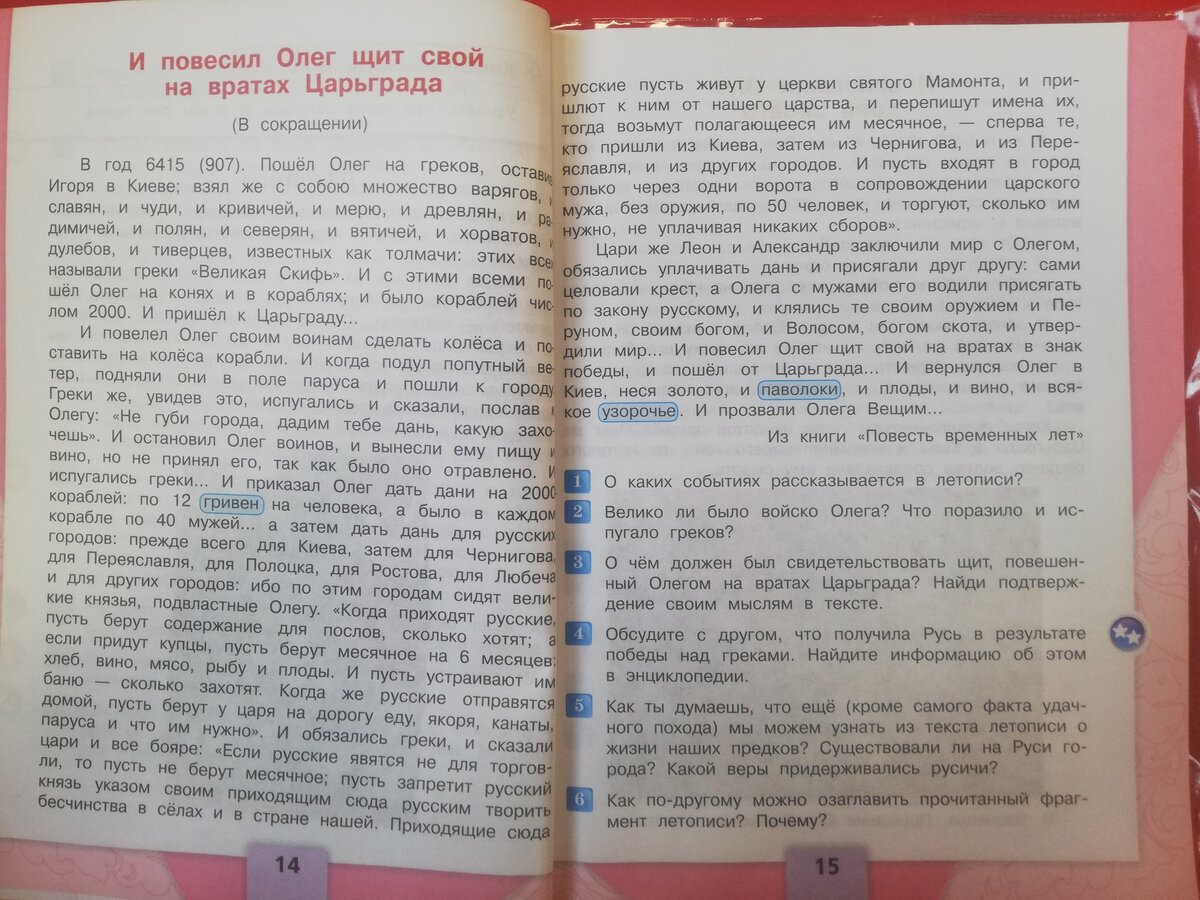 И повесил Олег щит свой
на вратах Царьграда
(В сокращении)
В год 6415 (907). Пошёл Олег на греков, оставив
Игоря в Киеве; взял же с собою множество варягов, и
славян, и чуди, и кривичей, и мерю, и древлян, и ра-
димичей, и полян, и северян, и вятичей, и хорватов, и
дулебов, и тиверцев, известных как толмачи: этих всех
называли греки «Великая Скифь». И с этими всеми по-
шёл Олег на конях и в кораблях; и было кораблей чис-
лом 2000. И пришёл к Царьграду...
И повелел Олег своим воинам сделать колёса и по-
ставить на колёса корабли. И когда подул попутный ве-
тер, подняли они в поле паруса и пошли к городу.
Греки же, увидев это, испугались и сказали, послав к
Олегу: «Не губи города, дадим тебе дань, какую захо-
чешь». И остановил Олег воинов, и вынесли ему пищу и
вино, но не принял его, так как было оно отравлено. И
испугались греки... И приказал Олег дать дани на 2000
кораблей: по 12 гривен на человека, а было в каждом
корабле по 40 мужей... а затем дать дань для русских
городов: прежде всего для Киева, затем для Чернигова,
для Переяславля, для Полоцка, для Ростова, для Любеча
и для других городов: ибо по этим городам сидят вели-
кие князья, подвластные Олегу. «Когда приходят русские,
пусть берут содержание для послов, сколько хотят; а
если придут купцы, пусть берут месячное на 6 месяцев:
хлеб, вино, мясо, рыбу и плоды. И пусть устраивают им
баню — сколько захотят. Когда же русские отправятся
домой, пусть берут у царя на дорогу еду, якоря, канаты,
паруса и что им нужно». И обязались греки, и сказали
цари и все бояре: «Если русские явятся не для торгов-
ли, то пусть не берут месячное; пусть запретит русский
князь указом своим приходящим сюда русским творить
бесчинства в сёлах и в стране нашей. Приходящие сюда
14
русские пусть живут у церкви святого Мамонта, и при-
шлют к ним от нашего царства, и перепишут имена их,
тогда возьмут полагающееся им месячное, — сперва те,
кто пришли из Киева, затем из Чернигова, и из Пере-
яславля, и из других городов. И пусть входят в город
только через одни ворота в сопровождении царского
мужа, без оружия, по 50 человек, и торгуют, сколько им
нужно, не уплачивая никаких сборов».
Цари же Леон и Александр заключили мир с Олегом,
обязались уплачивать дань и присягали друг другу: сами
целовали крест, а Олега с мужами его водили присягать
по закону русскому, и клялись те своим оружием и Пе-
руном, своим богом, и Волосом, богом скота, и утвер-
дили мир... И повесил Олег щит свой на вратах в знак
победы, и пошёл от Царьграда... И вернулся Олег в
Киев, неся золото, и паволоки, и плоды, и вино, и вся-
кое узорочье. И прозвали Олега Вещим...
Из книги «Повесть временных лет»
1 О каких событиях рассказывается в летописи?
2 Велико ли было войско Олега? Что поразило и ис-
пугало греков?
3 О чём должен был свидетельствовать щит, повешен-
ный Олегом на вратах Царьграда? Найди подтверж-
дение своим мыслям в тексте.
4 Обсудите с другом, что получила Русь в результате
победы над греками. Найдите информацию об этом
в энциклопедии.
5 Как ты думаешь, что ещё (кроме самого факта удач-
ного похода) мы можем узнать из текста летописи о
жизни наших предков? Существовали ли на Руси го-
рода? Какой веры придерживались русичи?
6 Как по-другому можно озаглавить прочитанный фраг-
мент летописи? Почему?
15